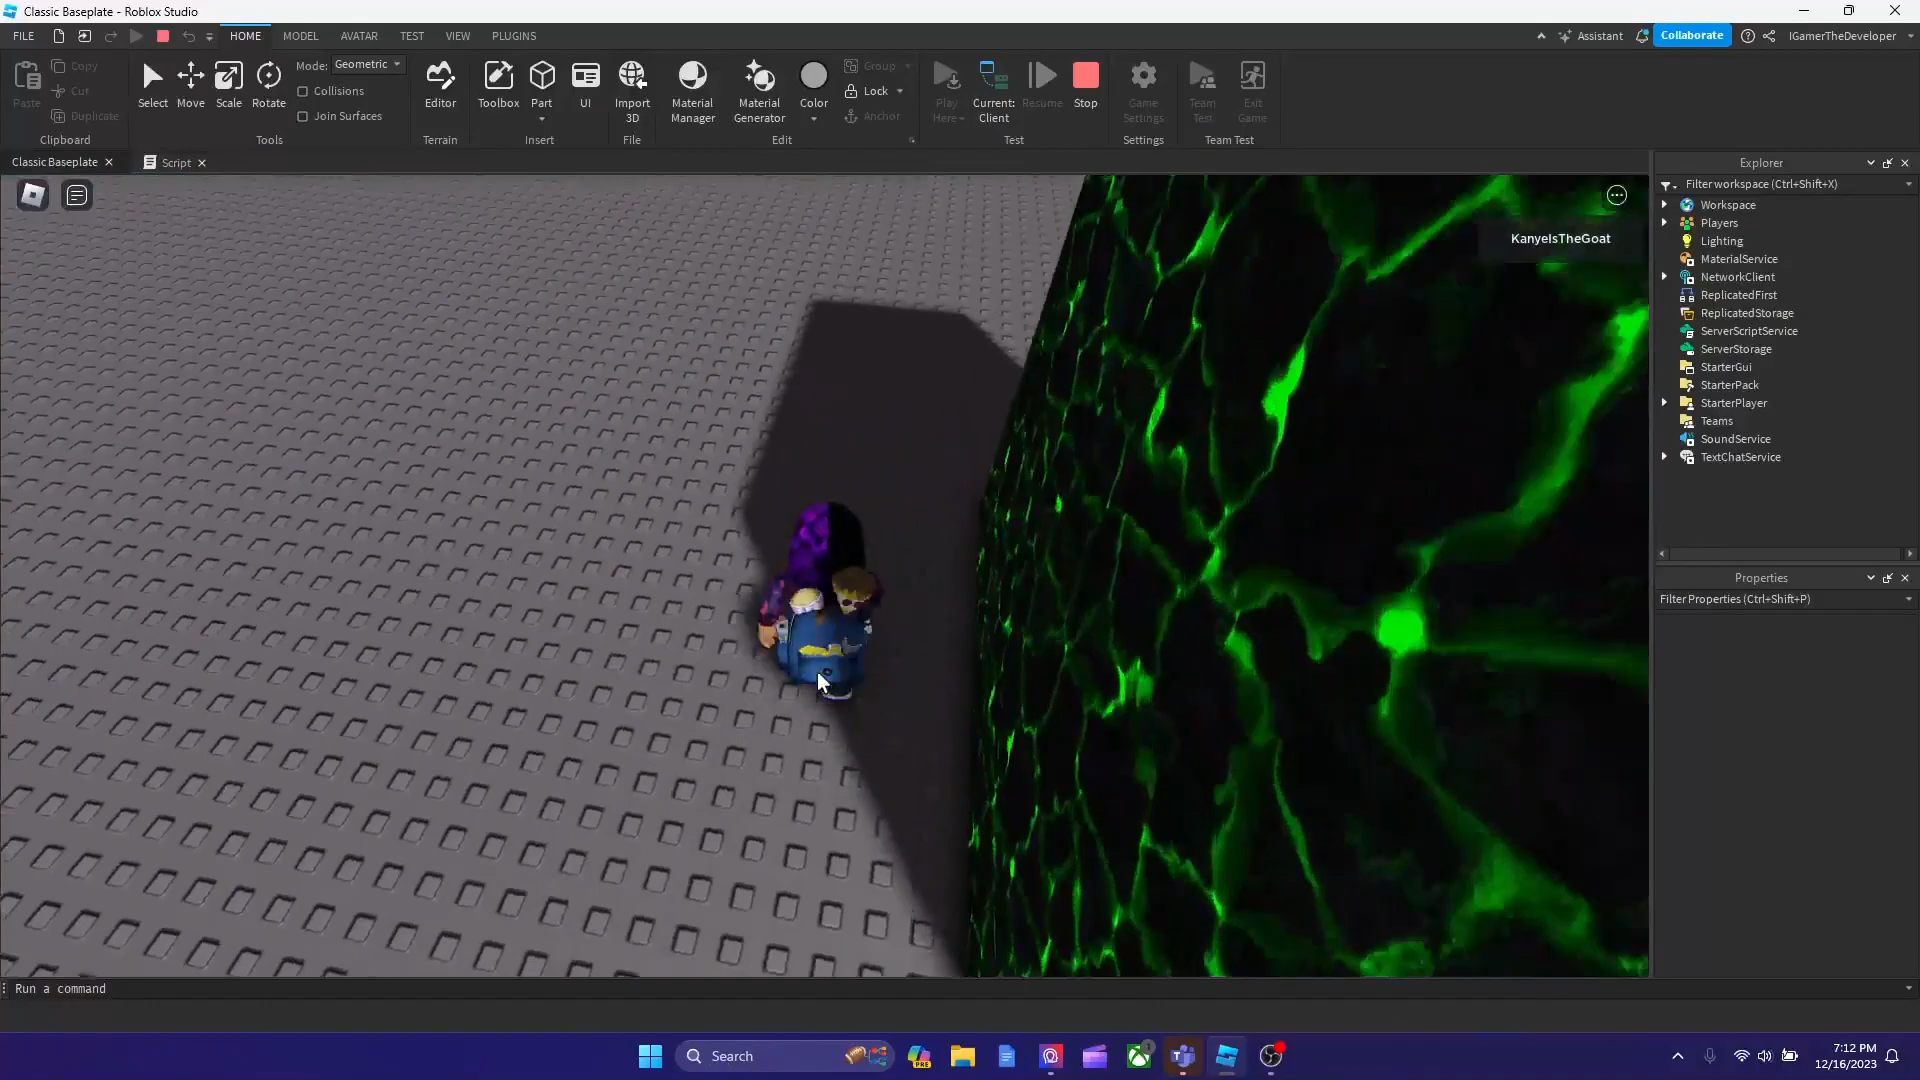 Classic Baseplate - Roblox Studio
FILE HOME MODEL AVATAR TEST VIEW PLUGINS Assistant Collaborate IGamerTheDeveloper
Paste
Copy
Cut
Duplicate
Clipboard
Select Move Scale Rotate
Mode: Geometric
Collisions
Join Surfaces
Tools
Editor
Terrain
Toolbox Part UI
Insert
Import
3D
File
Material
Manager
Material
Generator
Color
Group
Lock
Anchor
Edit
Play
Here
Current:
Client
Resume Stop
Test
Game
Settings
Settings
Team
Test
Exit
Game
Team Test
Classic Baseplate Script
KanyeIsTheGoat
Explorer
Filter workspace (Ctrl+Shift+X)
Workspace
Players
Lighting
MaterialService
NetworkClient
ReplicatedFirst
ReplicatedStorage
ServerScriptService
ServerStorage
StarterGui
StarterPack
StarterPlayer
Teams
SoundService
TextChatService
Properties
Filter Properties (Ctrl+Shift+P)
Run a command
Search
PRE
1
7:12 PM
12/16/2023